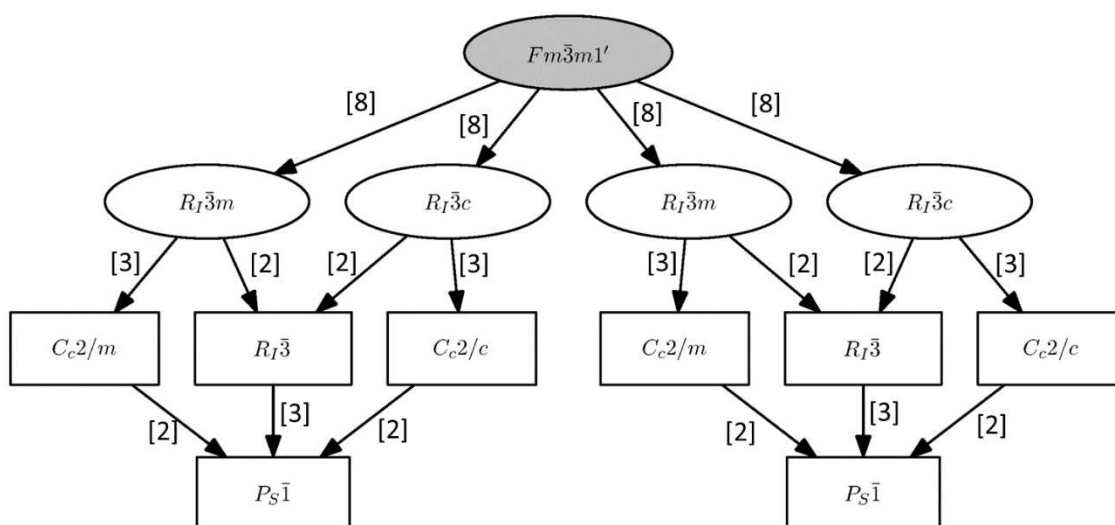 Fm3̄m1′
[8] [8] [8] [8]
R_I3̄m R_I3̄c R_I3̄m R_I3̄c
[3] [2] [2] [3] [3] [2] [2] [3]
C_c2/m R_I3̄ C_c2/c C_c2/m R_I3̄ C_c2/c
[2] [3] [2] [2] [3] [2]
P_S1̄ P_S1̄